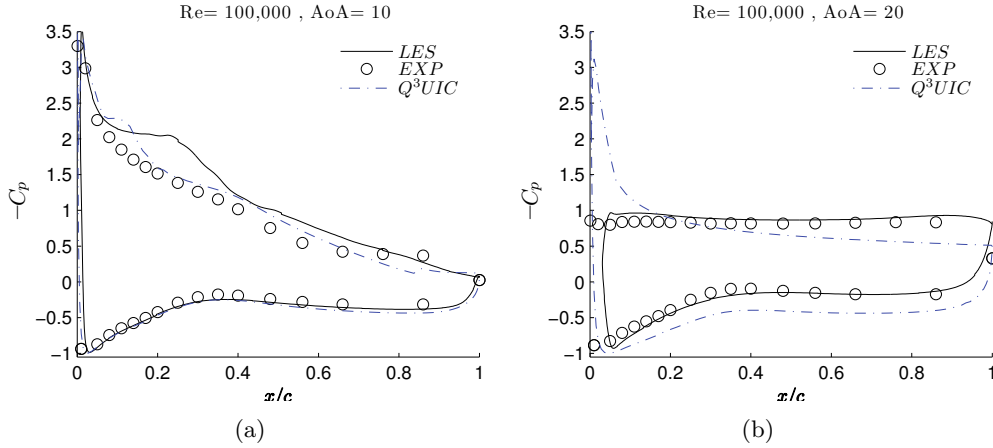 Re= 100,000 , AoA= 10
3.5
3
2.5
2
1.5
1
0.5
0
−0.5
−1
−C_p
LES
EXP
Q³UIC
0 0.2 0.4 0.6 0.8 1
x/c
(a)
Re= 100,000 , AoA= 20
3.5
3
2.5
2
1.5
1
0.5
0
−0.5
−1
−C_p
LES
EXP
Q³UIC
0 0.2 0.4 0.6 0.8 1
x/c
(b)